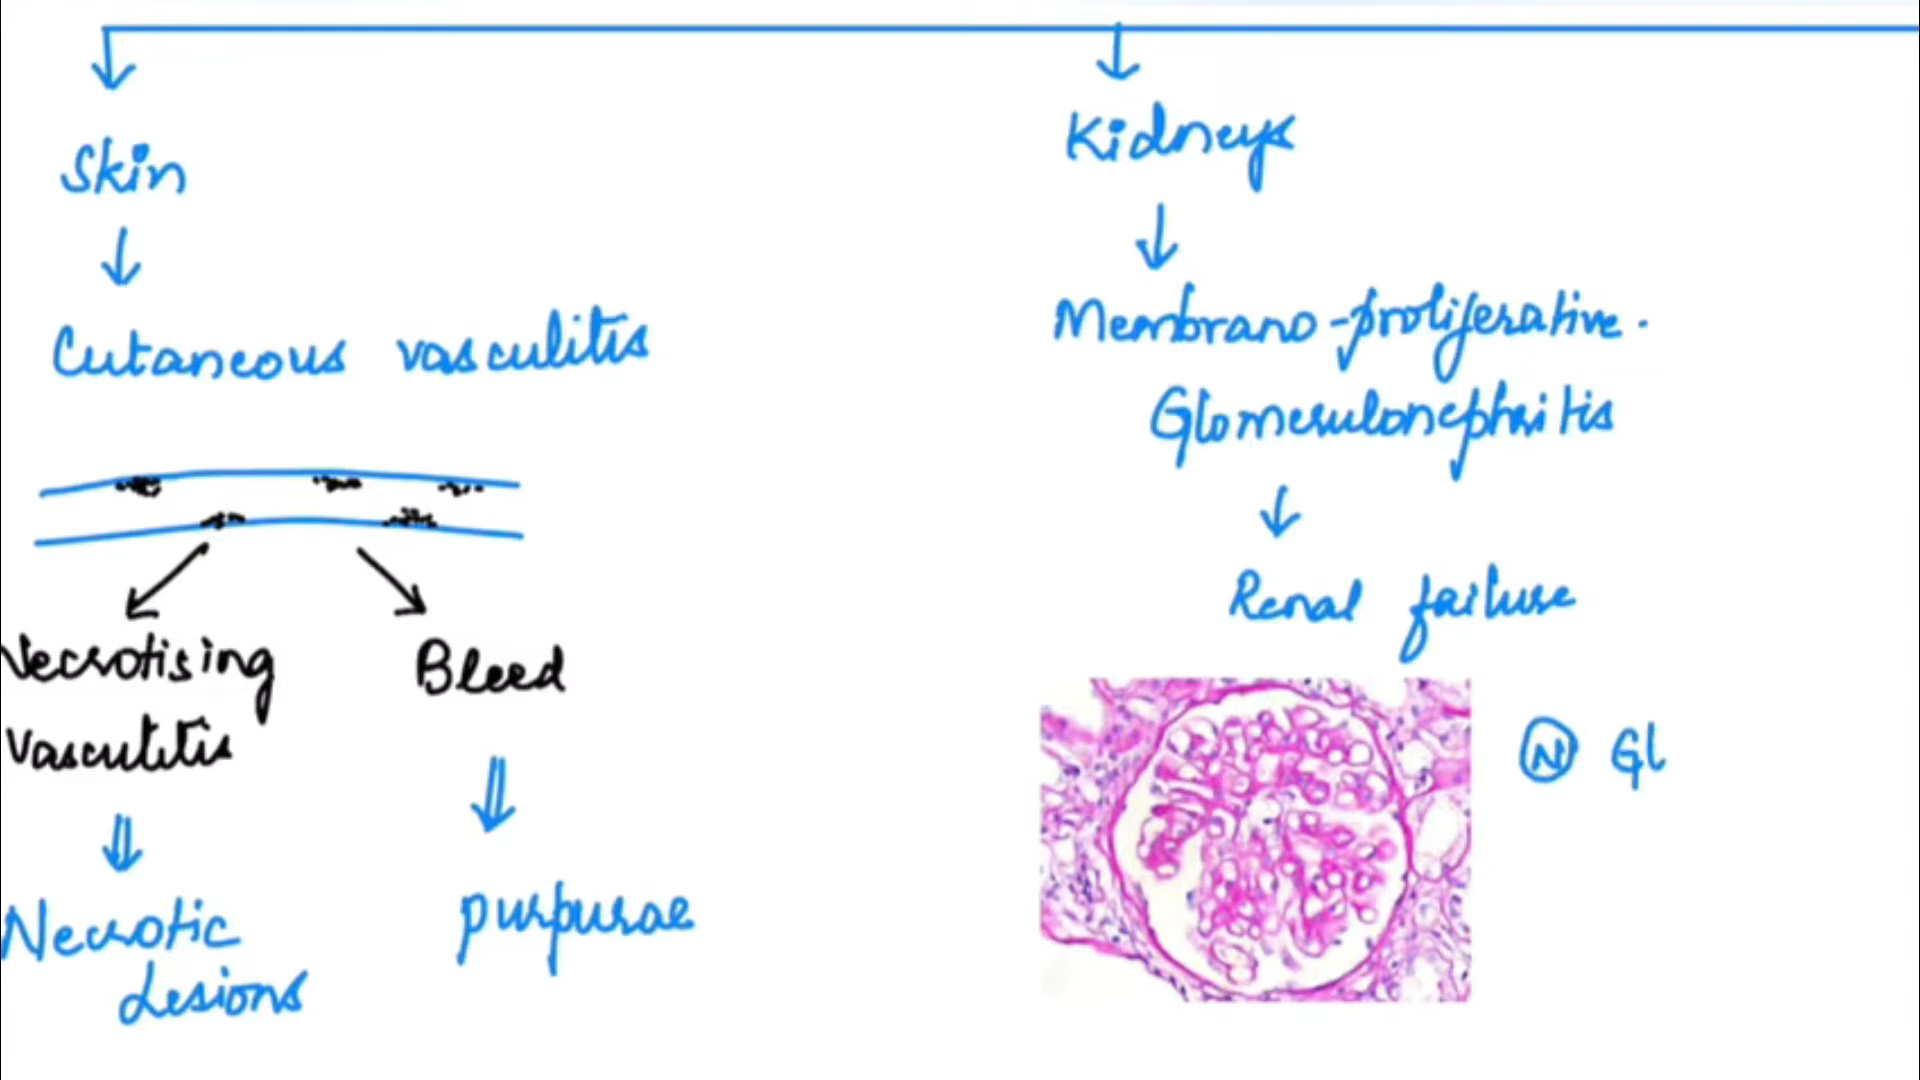 Skin
Cutaneous vasculitis
Necrotising
Vasculitis
Bleed
Necrotic
Lesions
purpurae
Kidneys
Membrano-proliferative.
Glomerulonephritis
Renal failure
N Gl